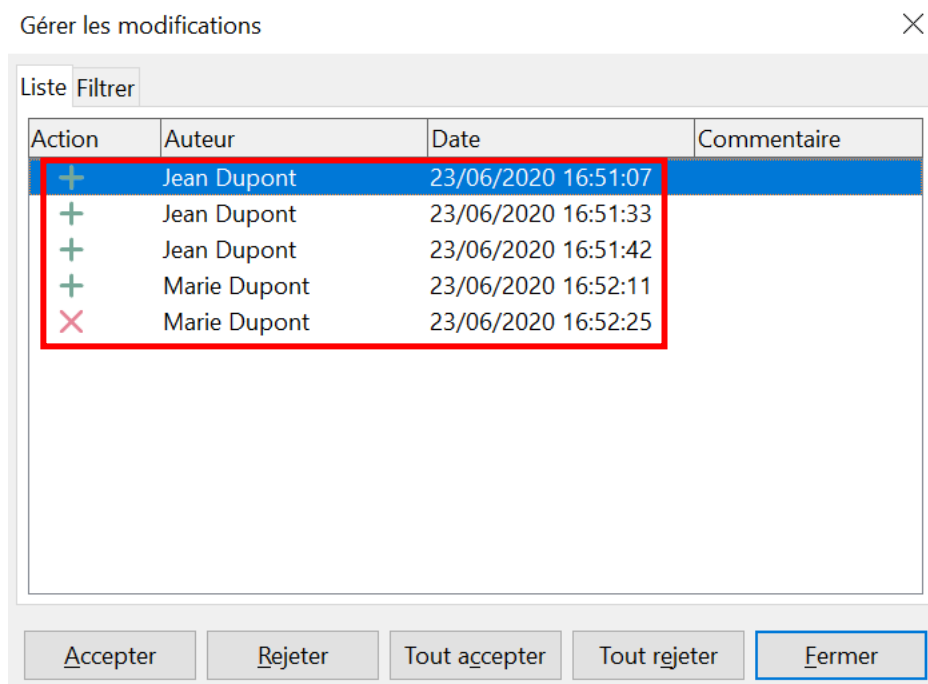 Gérer les modifications
Liste Filtrer
Action Auteur Date Commentaire
Jean Dupont 23/06/2020 16:51:07
Jean Dupont 23/06/2020 16:51:33
Jean Dupont 23/06/2020 16:51:42
Marie Dupont 23/06/2020 16:52:11
Marie Dupont 23/06/2020 16:52:25
Accepter Rejeter Tout accepter Tout rejeter Fermer